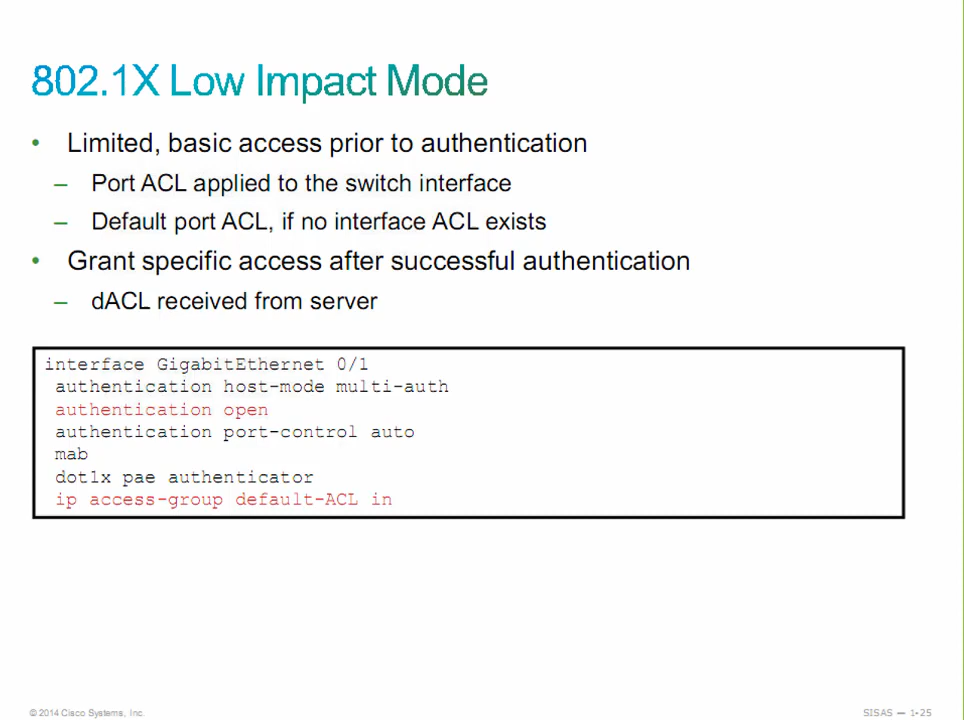 802.1X Low Impact Mode
• Limited, basic access prior to authentication
– Port ACL applied to the switch interface
– Default port ACL, if no interface ACL exists
• Grant specific access after successful authentication
– dACL received from server
interface GigabitEthernet 0/1
authentication host-mode multi-auth
authentication open
authentication port-control auto
mab
dot1x pae authenticator
ip access-group default-ACL in
© 2014 Cisco Systems, Inc.
SISAS — 1-25